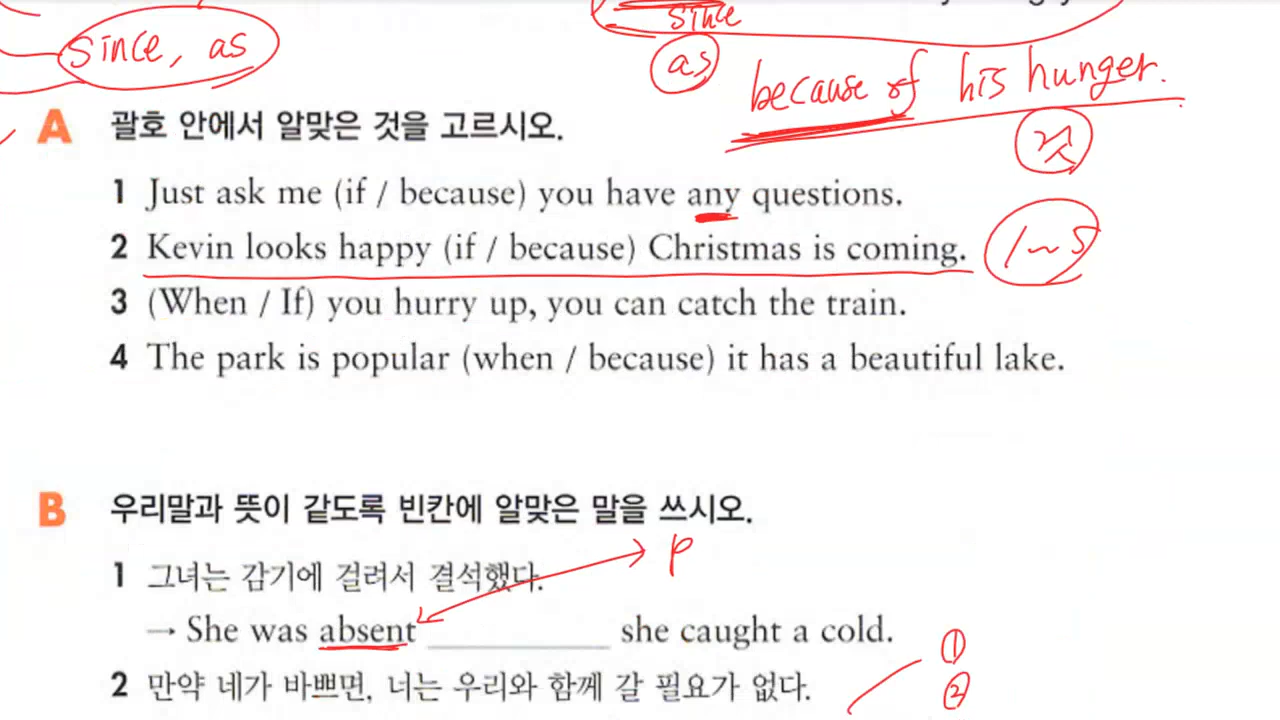 since
since, as
as
because of his hunger.
A 괄호 안에서 알맞은 것을 고르시오.
1 Just ask me (if / because) you have any questions.
2 Kevin looks happy (if / because) Christmas is coming.
1~5
3 (When / If) you hurry up, you can catch the train.
4 The park is popular (when / because) it has a beautiful lake.
B 우리말과 뜻이 같도록 빈칸에 알맞은 말을 쓰시오.
1 그녀는 감기에 걸려서 결석했다.
p
→ She was absent ________ she caught a cold.
①
2 만약 네가 바쁘면, 너는 우리와 함께 갈 필요가 없다.
②